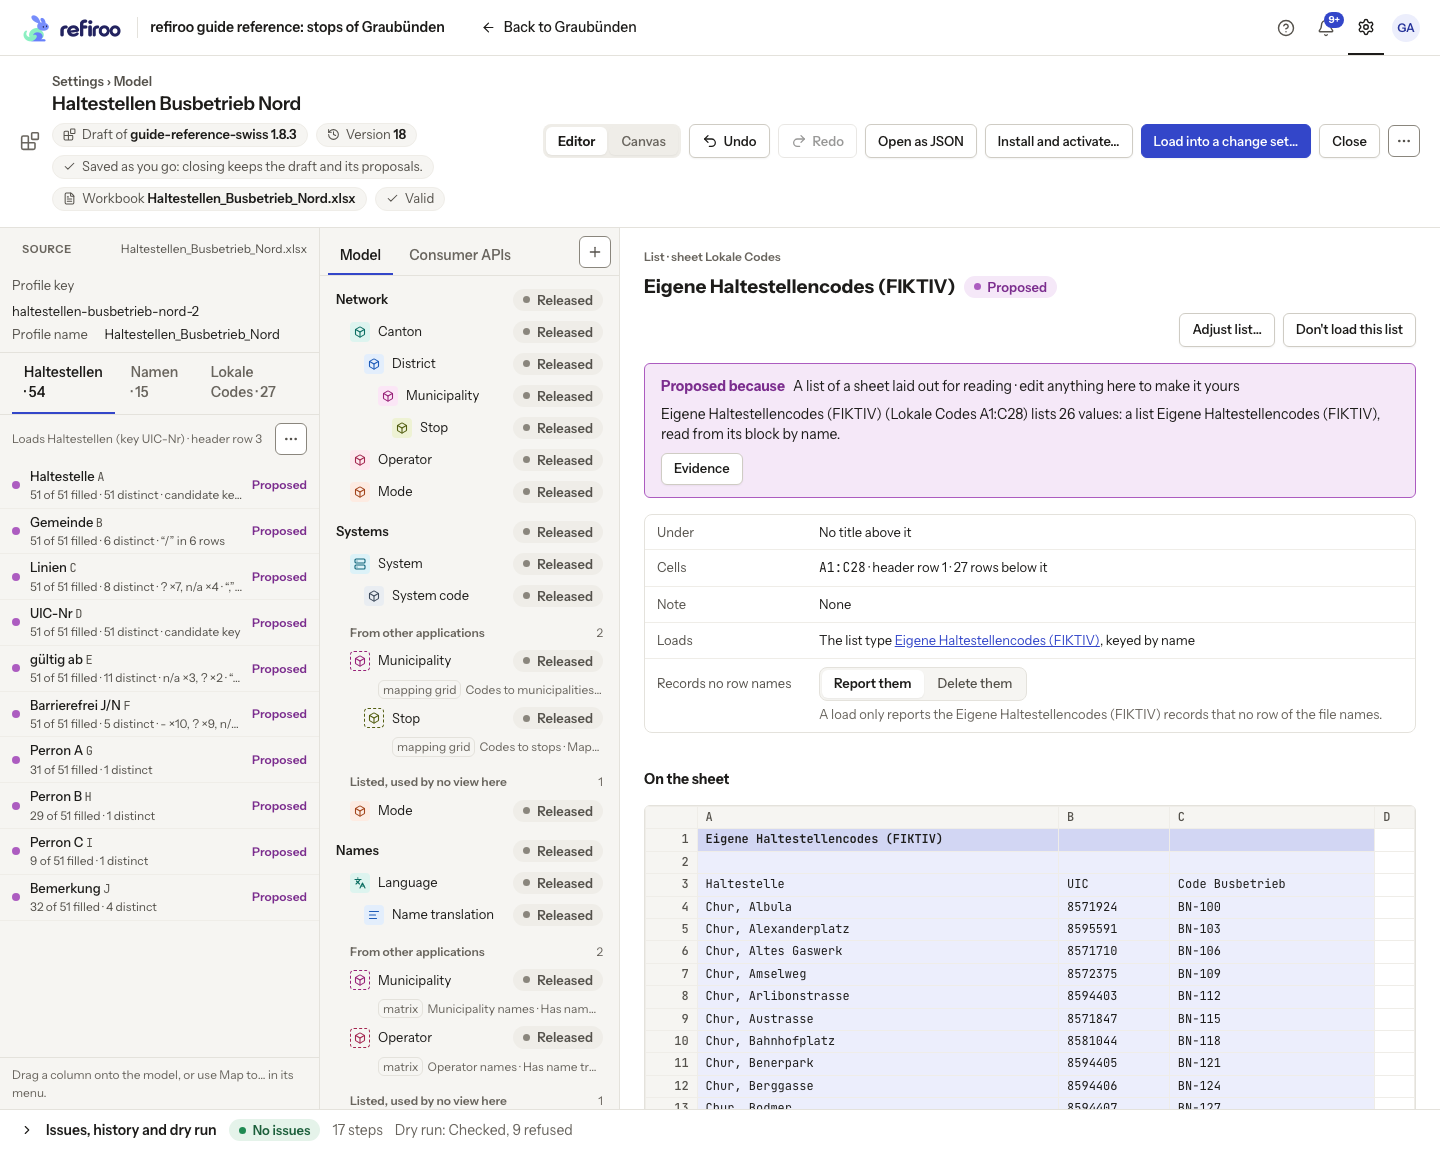 refiroo
refiroo guide reference: stops of Graubünden
← Back to Graubünden
9+
GA
Settings › Model
Haltestellen Busbetrieb Nord
Draft of guide-reference-swiss 1.8.3
Version 18
Saved as you go: closing keeps the draft and its proposals.
Workbook Haltestellen_Busbetrieb_Nord.xlsx
Valid
Editor
Canvas
Undo
Redo
Open as JSON
Install and activate...
Load into a change set...
Close
...
SOURCE
Haltestellen_Busbetrieb_Nord.xlsx
Profile key
haltestellen-busbetrieb-nord-2
Profile name Haltestellen_Busbetrieb_Nord
Haltestellen · 54
Namen · 15
Lokale Codes · 27
Loads Haltestellen (key UIC-Nr) · header row 3
...
Haltestelle A
51 of 51 filled · 51 distinct · candidate ke...
Proposed
Gemeinde B
51 of 51 filled · 6 distinct · “/” in 6 rows
Proposed
Linien C
51 of 51 filled · 8 distinct · ? ×7, n/a ×4 · “,”...
Proposed
UIC-Nr D
51 of 51 filled · 51 distinct · candidate key
Proposed
gültig ab E
51 of 51 filled · 11 distinct · n/a ×3, ? ×2 · “...
Proposed
Barrierefrei J/N F
51 of 51 filled · 5 distinct · - ×10, ? ×9, n/...
Proposed
Perron A G
31 of 51 filled · 1 distinct
Proposed
Perron B H
29 of 51 filled · 1 distinct
Proposed
Perron C I
9 of 51 filled · 1 distinct
Proposed
Bemerkung J
32 of 51 filled · 4 distinct
Proposed
Drag a column onto the model, or use Map to... in its
menu.
Model
Consumer APIs
+
Network Released
Canton Released
District Released
Municipality Released
Stop Released
Operator Released
Mode Released
Systems Released
System Released
System code Released
From other applications 2
Municipality Released
mapping grid Codes to municipalities...
Stop Released
mapping grid Codes to stops · Map...
Listed, used by no view here 1
Mode Released
Names Released
Language Released
Name translation Released
From other applications 2
Municipality Released
matrix Municipality names · Has nam...
Operator Released
matrix Operator names · Has name tr...
Listed, used by no view here 1
List · sheet Lokale Codes
Eigene Haltestellencodes (FIKTIV) Proposed
Adjust list...
Don't load this list
Proposed because A list of a sheet laid out for reading · edit anything here to make it yours
Eigene Haltestellencodes (FIKTIV) (Lokale Codes A1:C28) lists 26 values: a list Eigene Haltestellencodes (FIKTIV),
read from its block by name.
Evidence
Under No title above it
Cells A1:C28 · header row 1 · 27 rows below it
Note None
Loads The list type Eigene Haltestellencodes (FIKTIV), keyed by name
Records no row names Report them Delete them
A load only reports the Eigene Haltestellencodes (FIKTIV) records that no row of the file names.
On the sheet
A B C D
1 Eigene Haltestellencodes (FIKTIV)
2
3 Haltestelle UIC Code Busbetrieb
4 Chur, Albula 8571924 BN-100
5 Chur, Alexanderplatz 8595591 BN-103
6 Chur, Altes Gaswerk 8571710 BN-106
7 Chur, Amselweg 8572375 BN-109
8 Chur, Arlibonstrasse 8594403 BN-112
9 Chur, Austrasse 8571847 BN-115
10 Chur, Bahnhofplatz 8581044 BN-118
11 Chur, Benerpark 8594405 BN-121
12 Chur, Berggasse 8594406 BN-124
13 Chur, Bodmer 8594407 BN-127
Issues, history and dry run
No issues
17 steps
Dry run: Checked, 9 refused